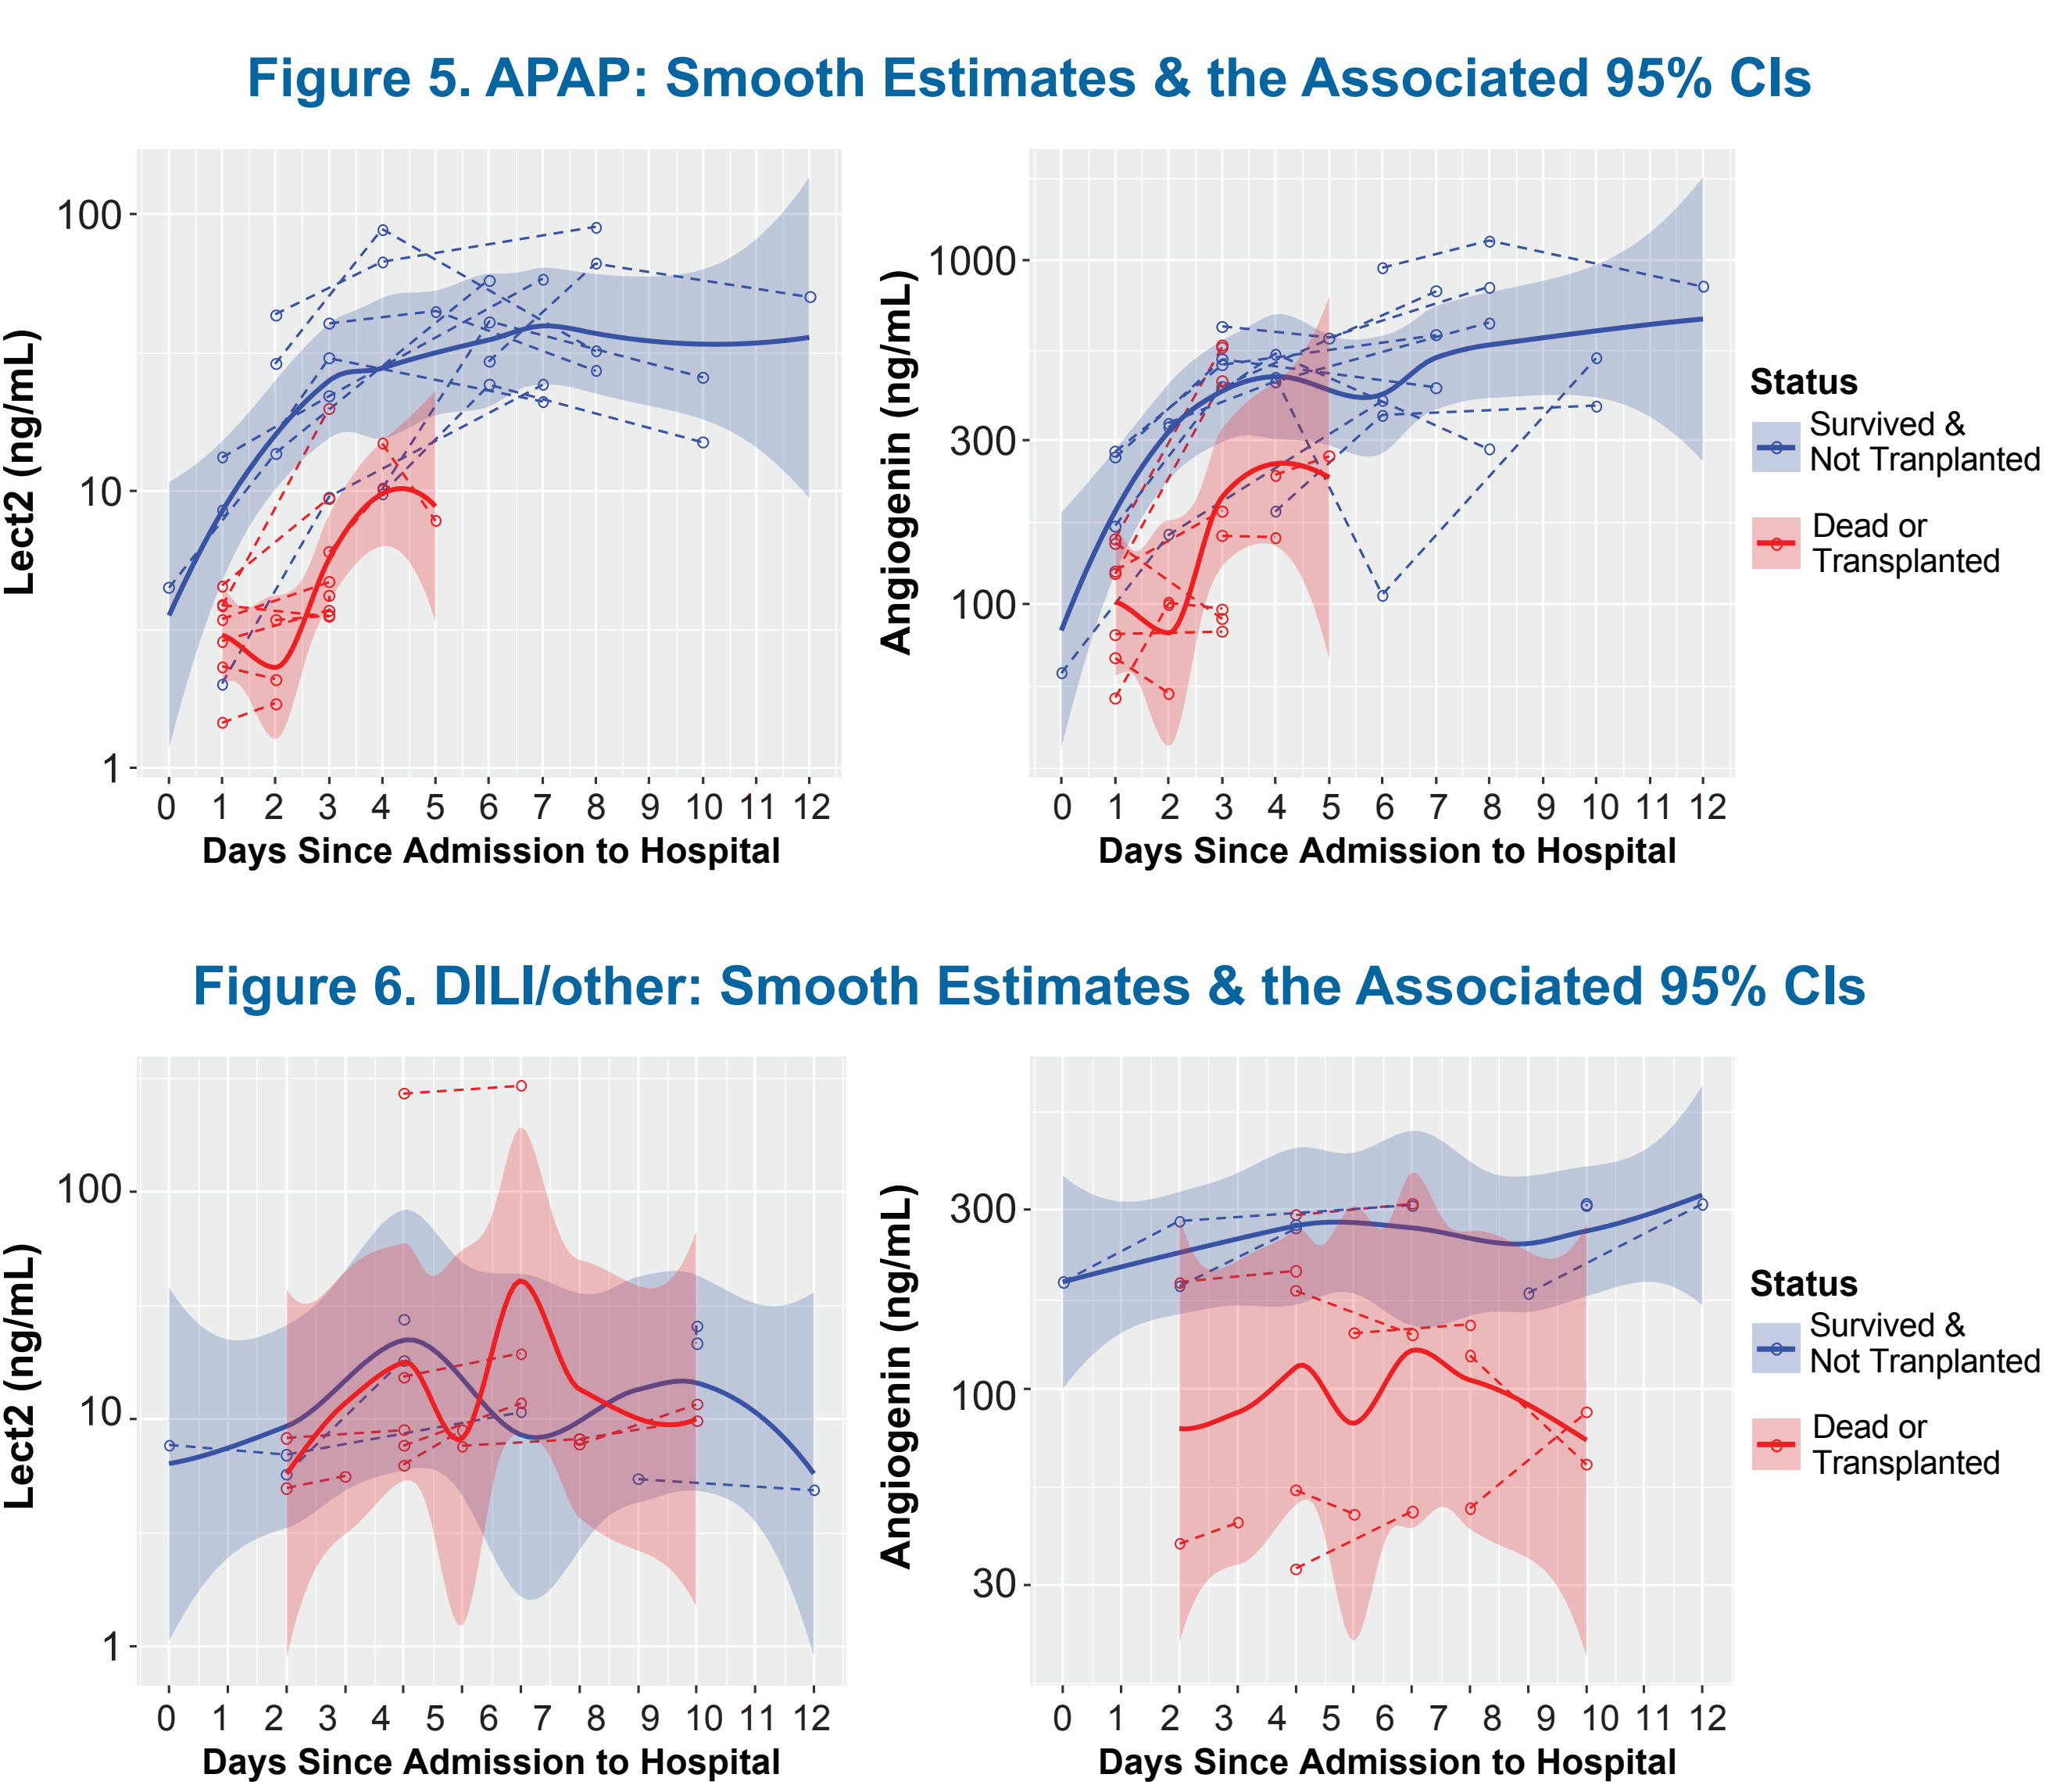 Figure 5. APAP: Smooth Estimates & the Associated 95% CIs
Lect2 (ng/mL)
100
10
1
0 1 2 3 4 5 6 7 8 9 10 11 12
Days Since Admission to Hospital
Angiogenin (ng/mL)
1000
300
100
0 1 2 3 4 5 6 7 8 9 10 11 12
Days Since Admission to Hospital
Status
Survived &
Not Tranplanted
Dead or
Transplanted
Figure 6. DILI/other: Smooth Estimates & the Associated 95% CIs
Lect2 (ng/mL)
100
10
1
0 1 2 3 4 5 6 7 8 9 10 11 12
Days Since Admission to Hospital
Angiogenin (ng/mL)
300
100
30
0 1 2 3 4 5 6 7 8 9 10 11 12
Days Since Admission to Hospital
Status
Survived &
Not Tranplanted
Dead or
Transplanted